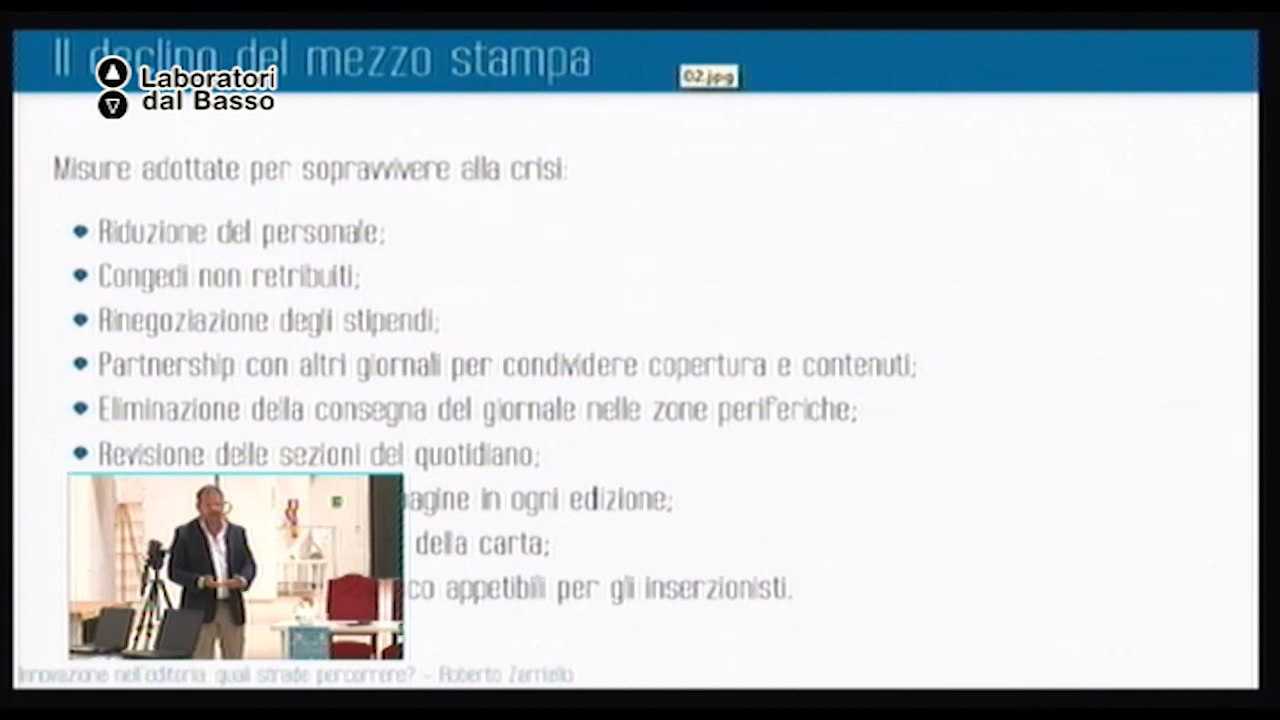 Il declino del mezzo stampa
02.jpg
Laboratori
dal Basso
Misure adottate per sopravvivere alla crisi:
Riduzione del personale;
Congedi non retribuiti;
Rinegoziazione degli stipendi;
Partnership con altri giornali per condividere copertura e contenuti;
Eliminazione della consegna del giornale nelle zone periferiche;
Revisione delle sezioni del quotidiano;
pagine in ogni edizione;
della carta;
appetibili per gli inserzionisti.
Innovazione nell'editoria: quali strade percorrere? - Roberto Zarriello